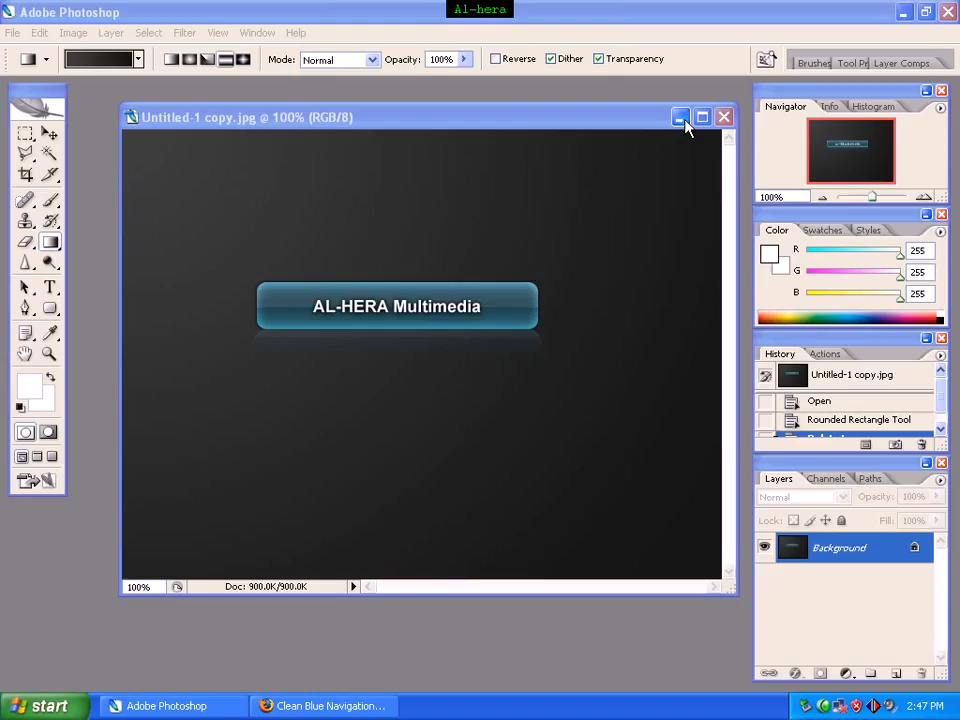 Al-hera
Adobe Photoshop
File Edit Image Layer Select Filter View Window Help
Mode: Normal Opacity: 100% Reverse Dither Transparency Brushes Tool Pr Layer Comps
Untitled-1 copy.jpg @ 100% (RGB/8)
AL-HERA Multimedia
100% Doc: 900.0K/900.0K
Navigator Info Histogram
100%
Color Swatches Styles
R 255
G 255
B 255
History Actions
Untitled-1 copy.jpg
Open
Rounded Rectangle Tool
Layers Channels Paths
Normal Opacity: 100%
Lock: Fill: 100%
Background
start Adobe Photoshop Clean Blue Navigation... 2:47 PM